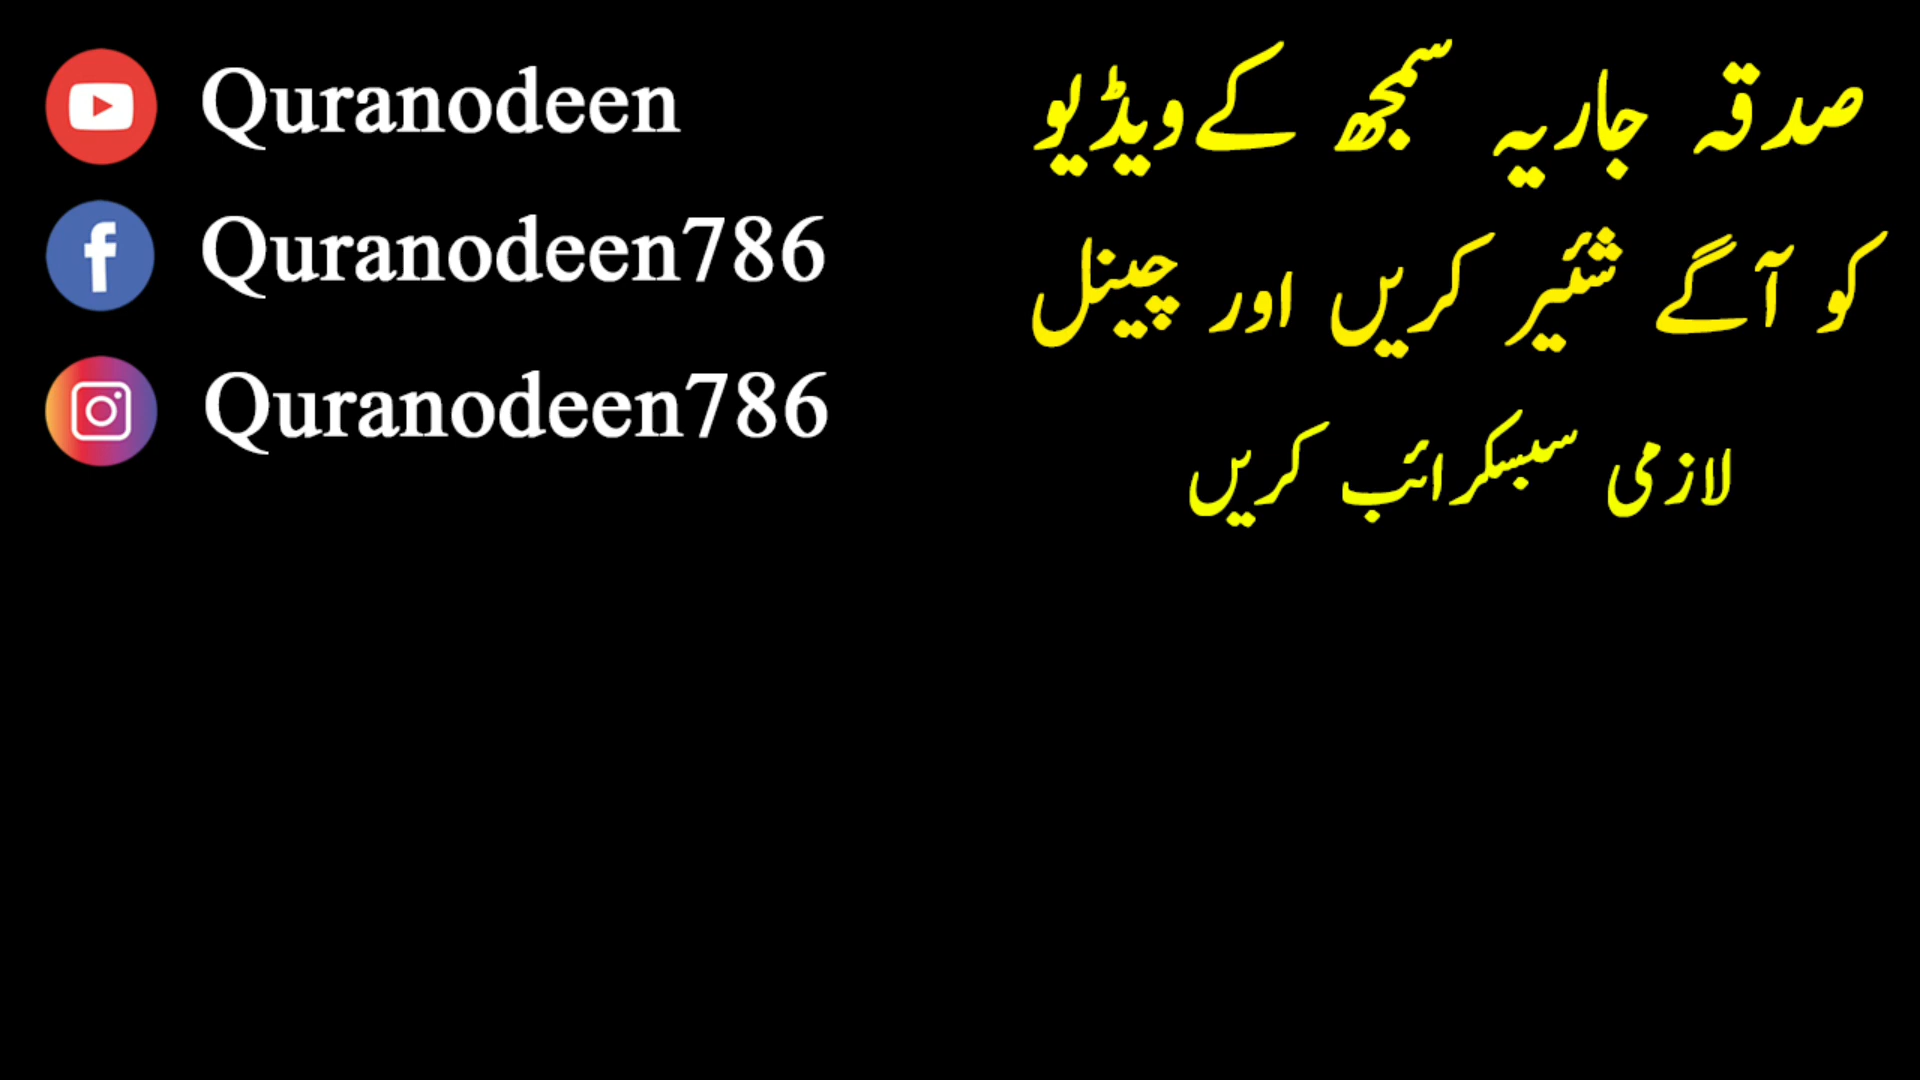 Quranodeen
Quranodeen786
Quranodeen786
صدقہ جاریہ سمجھ کے ویڈیو
کو آگے شئیر کریں اور چینل
لازمی سبسکرائب کریں